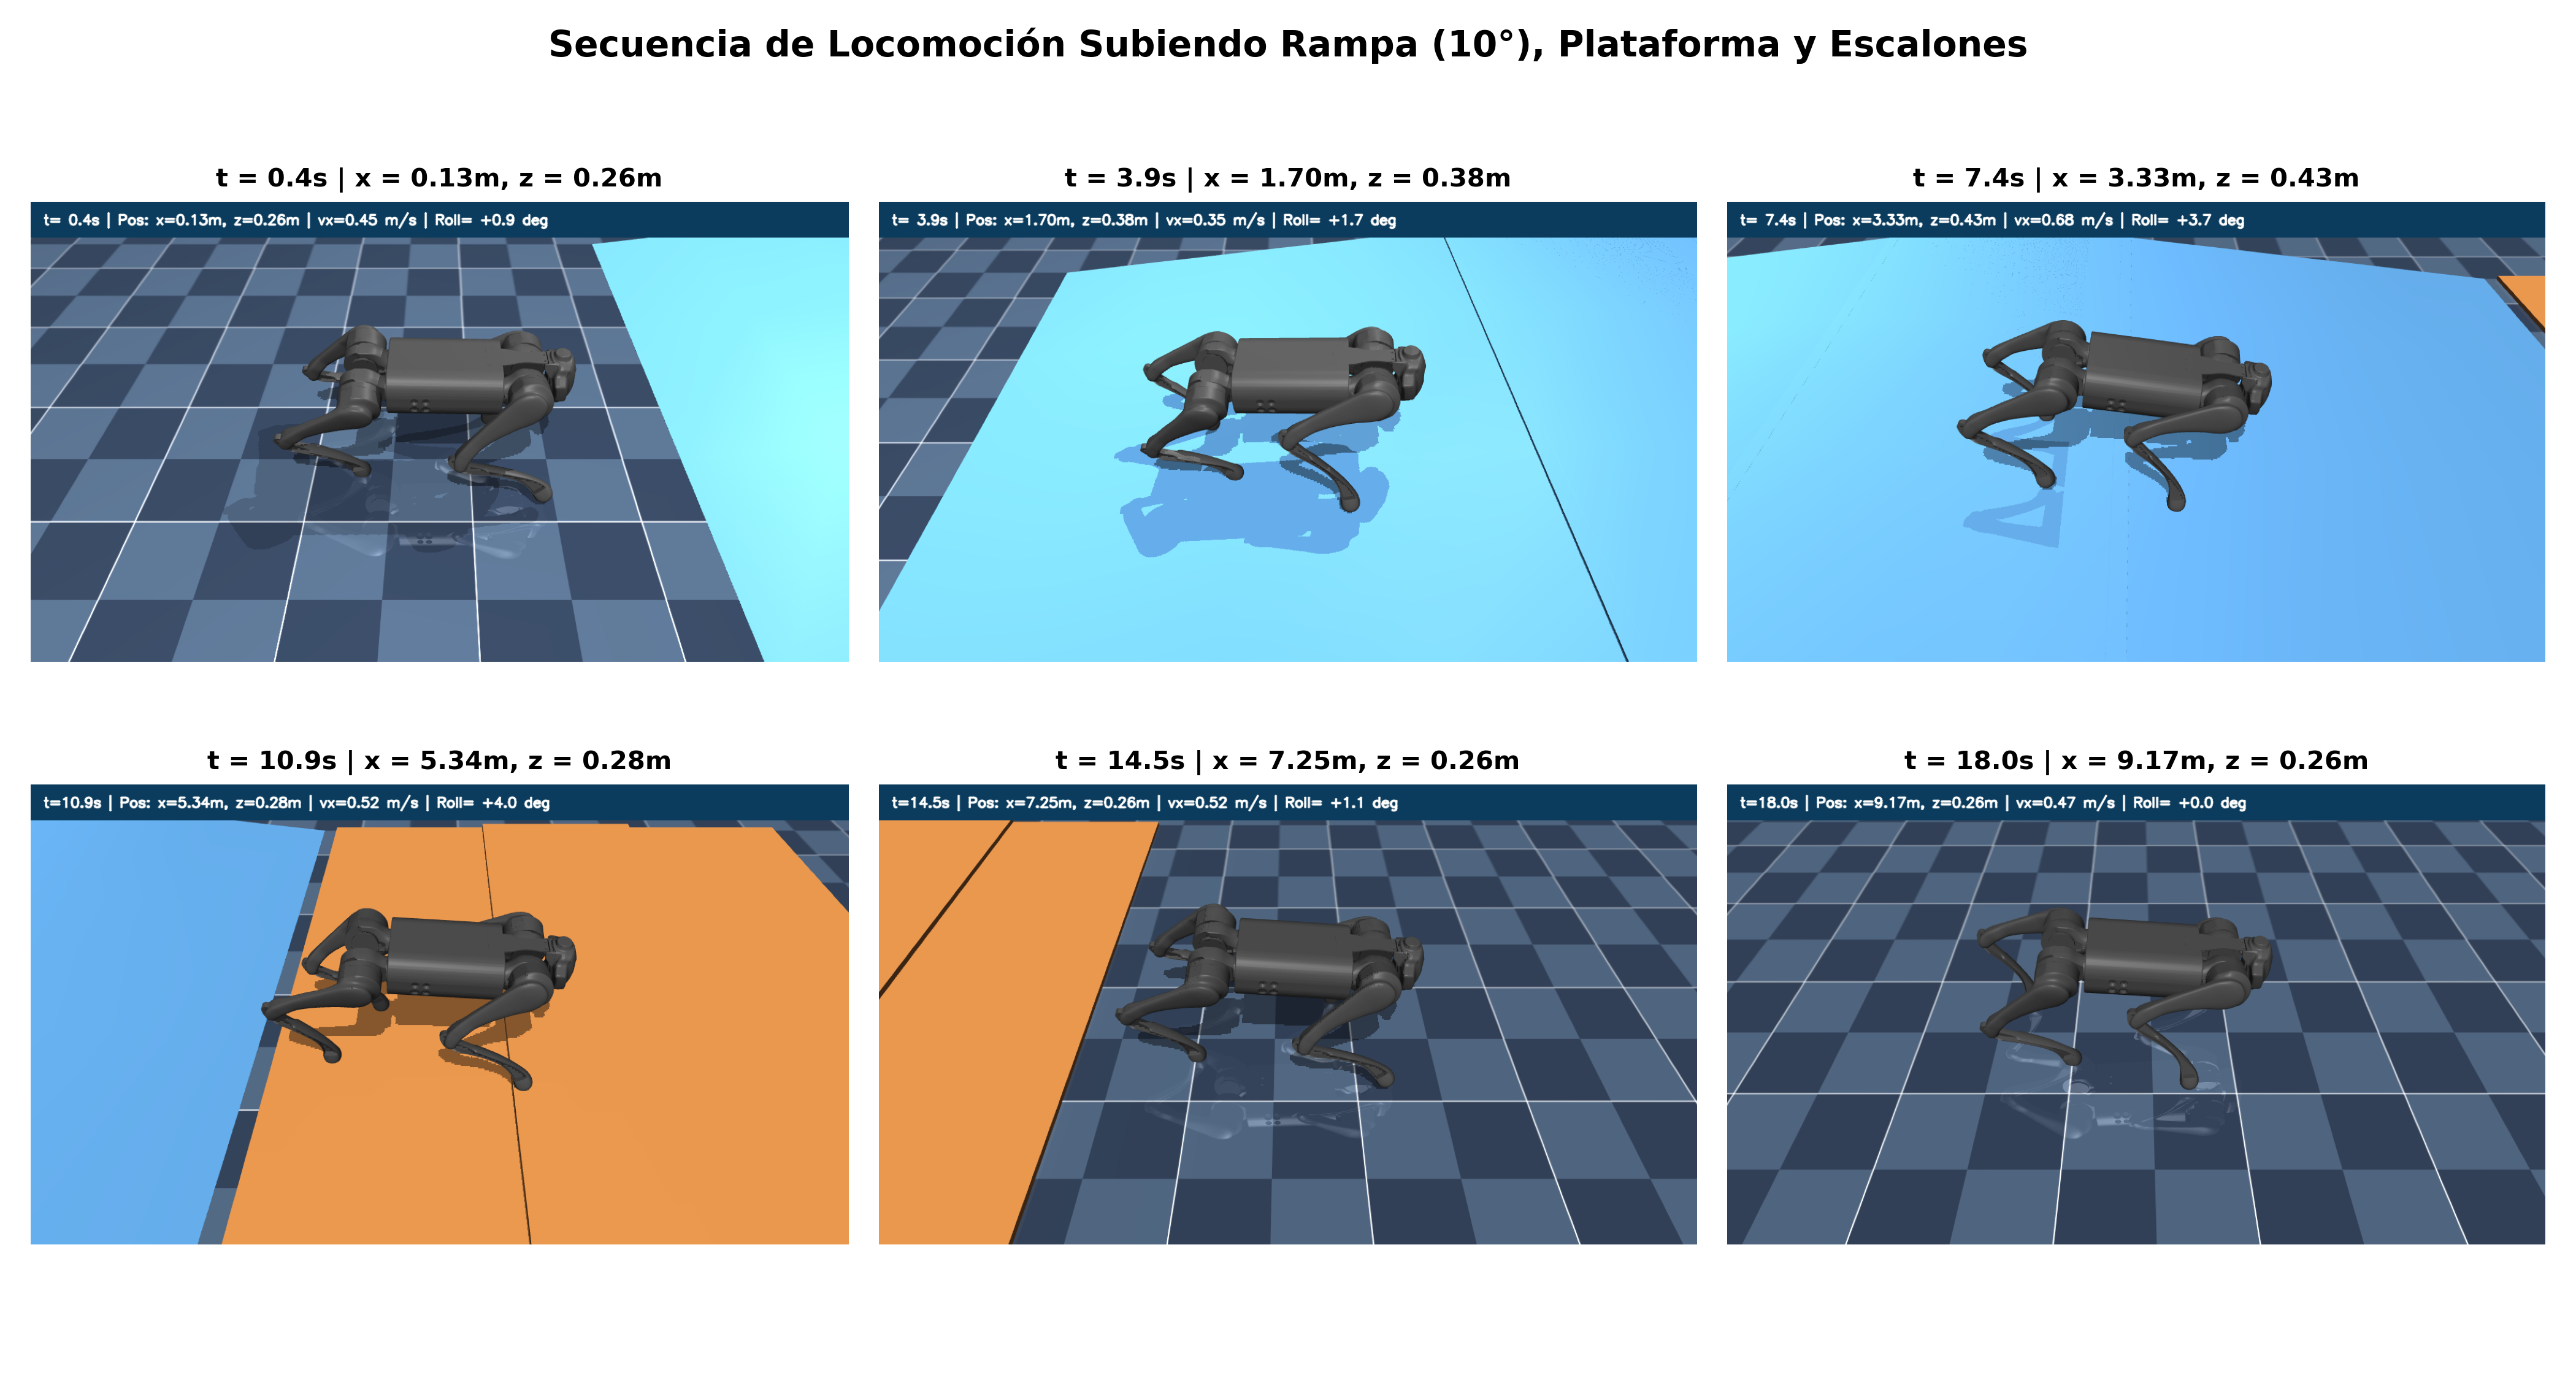 Secuencia de Locomoción Subiendo Rampa (10°), Plataforma y Escalones
t = 0.4s | x = 0.13m, z = 0.26m
t= 0.4s | Pos: x=0.13m, z=0.26m | vx=0.45 m/s | Roll= +0.9 deg
t = 3.9s | x = 1.70m, z = 0.38m
t= 3.9s | Pos: x=1.70m, z=0.38m | vx=0.35 m/s | Roll= +1.7 deg
t = 7.4s | x = 3.33m, z = 0.43m
t= 7.4s | Pos: x=3.33m, z=0.43m | vx=0.68 m/s | Roll= +3.7 deg
t = 10.9s | x = 5.34m, z = 0.28m
t=10.9s | Pos: x=5.34m, z=0.28m | vx=0.52 m/s | Roll= +4.0 deg
t = 14.5s | x = 7.25m, z = 0.26m
t=14.5s | Pos: x=7.25m, z=0.26m | vx=0.52 m/s | Roll= +1.1 deg
t = 18.0s | x = 9.17m, z = 0.26m
t=18.0s | Pos: x=9.17m, z=0.26m | vx=0.47 m/s | Roll= +0.0 deg